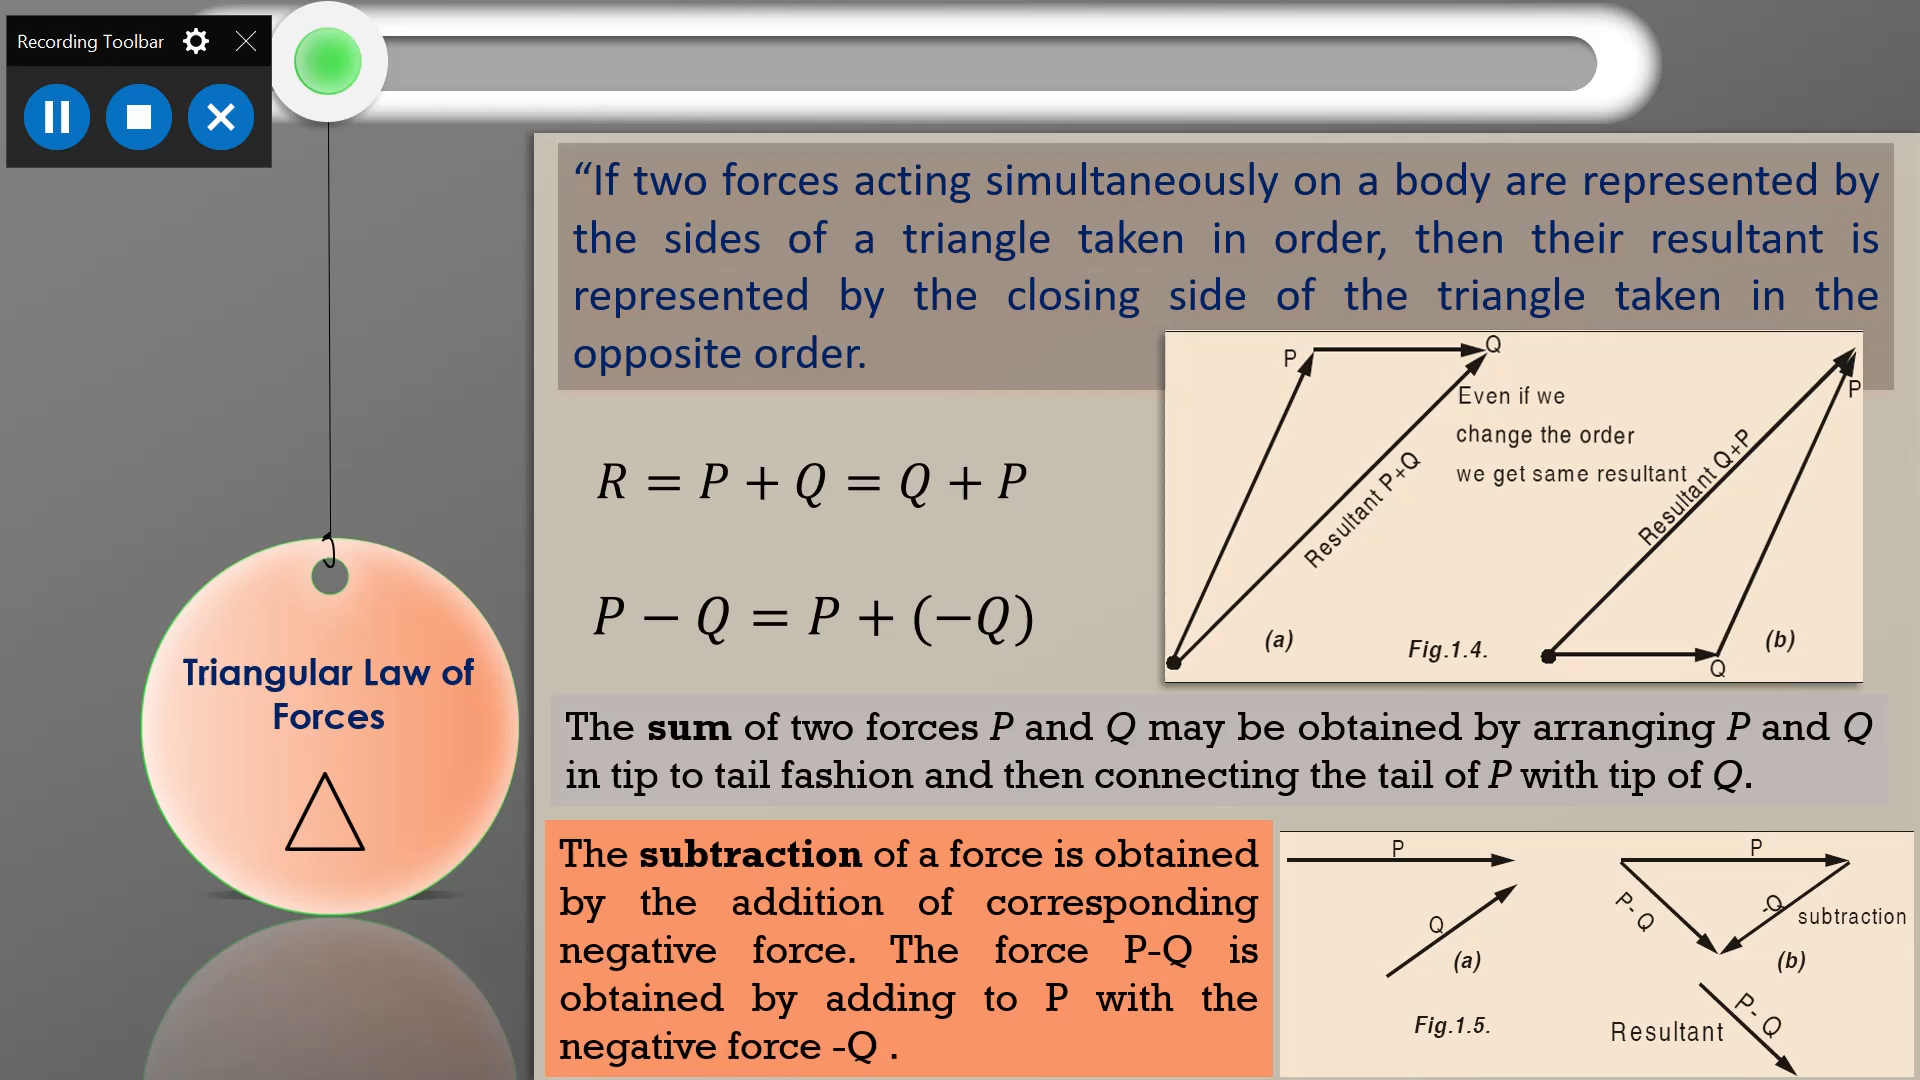 Recording Toolbar
“If two forces acting simultaneously on a body are represented by
the sides of a triangle taken in order, then their resultant is
represented by the closing side of the triangle taken in the
opposite order.
R = P + Q = Q + P
P − Q = P + (−Q)
P
Q
Even if we
change the order
we get same resultant
Resultant P+Q
(a)
Fig.1.4.
Resultant Q+P
P
Q
(b)
Triangular Law of
Forces
The sum of two forces P and Q may be obtained by arranging P and Q
in tip to tail fashion and then connecting the tail of P with tip of Q.
The subtraction of a force is obtained
by the addition of corresponding
negative force. The force P-Q is
obtained by adding to P with the
negative force -Q .
P
Q
(a)
Fig.1.5.
P
P- Q
-Q
subtraction
(b)
P- Q
Resultant